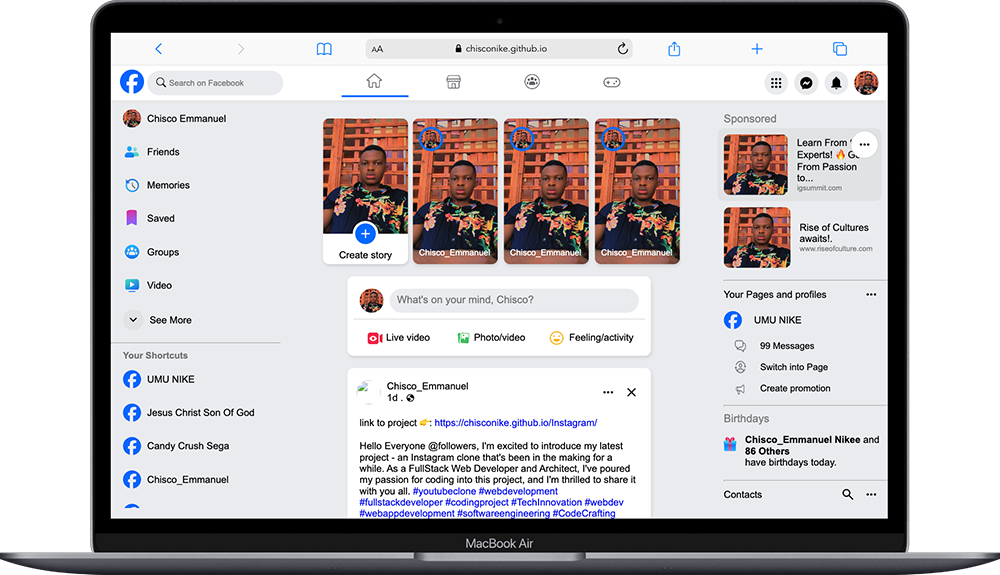 AA chisconike.github.io
Search on Facebook
Chisco Emmanuel
Friends
Memories
Saved
Groups
Video
See More
Your Shortcuts
UMU NIKE
Jesus Christ Son Of God
Candy Crush Sega
Chisco_Emmanuel
Create story
Chisco_Emmanuel
Chisco_Emmanuel
Chisco_Emmanuel
What's on your mind, Chisco?
Live video
Photo/video
Feeling/activity
Chisco_Emmanuel
1d .
link to project 👉: https://chisconike.github.io/Instagram/
Hello Everyone @followers, I'm excited to introduce my latest
project - an Instagram clone that's been in the making for a
while. As a FullStack Web Developer and Architect, I've poured
my passion for coding into this project, and I'm thrilled to share it
with you all. #youtubeclone #webdevelopment
#fullstackdeveloper #codingproject #TechInnovation #webdev
#webappdevelopment #softwareengineering #CodeCrafting
Sponsored
Learn From
Experts! 🔥
From Passion
to...
igsummit.com
Rise of Cultures
awaits!.
www.riseofculture.com
Your Pages and profiles
UMU NIKE
99 Messages
Switch into Page
Create promotion
Birthdays
Chisco_Emmanuel Nikee and
86 Others
have birthdays today.
Contacts
MacBook Air